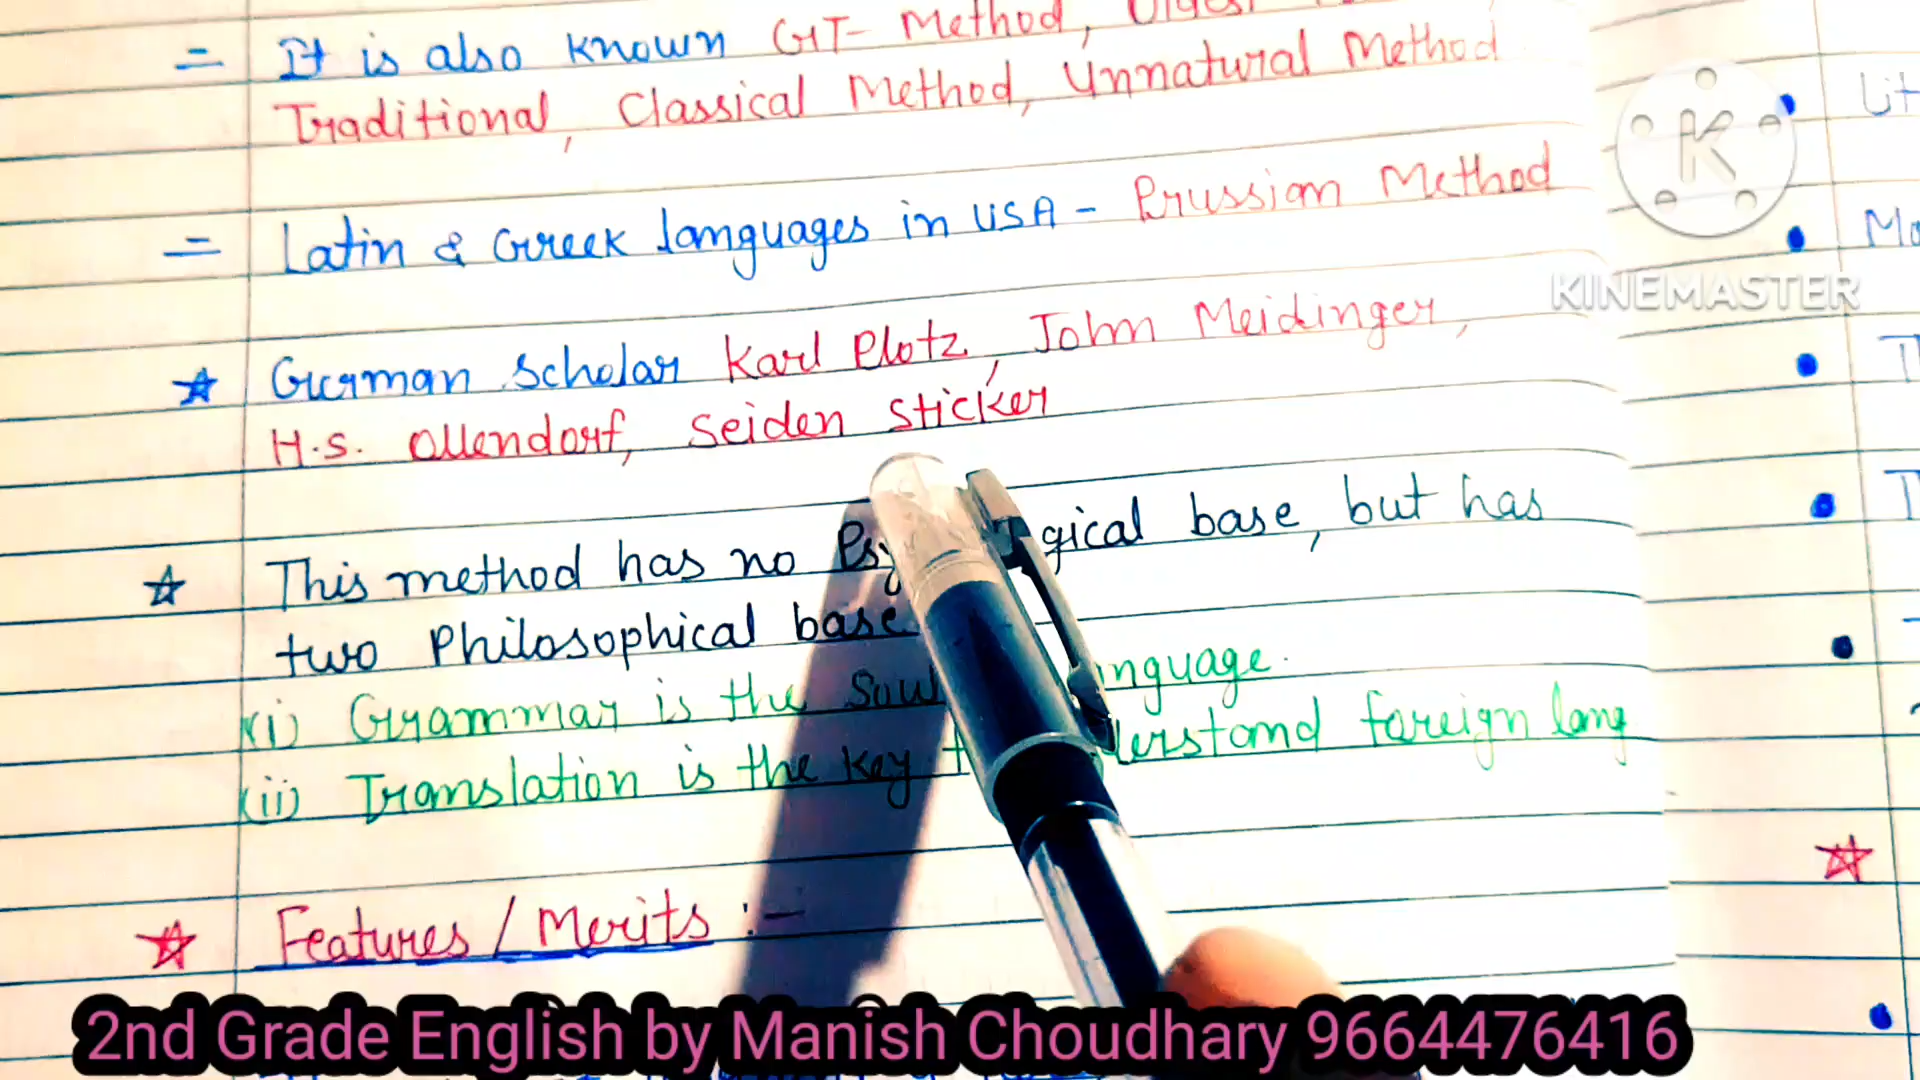 = It is also known GT- Method,
Traditional, Classical Method, Unnatural Method
= Latin & Greek languages in USA - Prussian Method
☆ German scholar Karl Plotz, John Meidinger,
H.S. Ollendorf, Seiden Sticker
☆ This method has no gical base, but has
two Philosophical base
(i) Grammar is the Soul nguage.
(ii) Translation is the key t derstand foreign lang
☆ Features / Merits :-
K
KINEMASTER
2nd Grade English by Manish Choudhary 9664476416